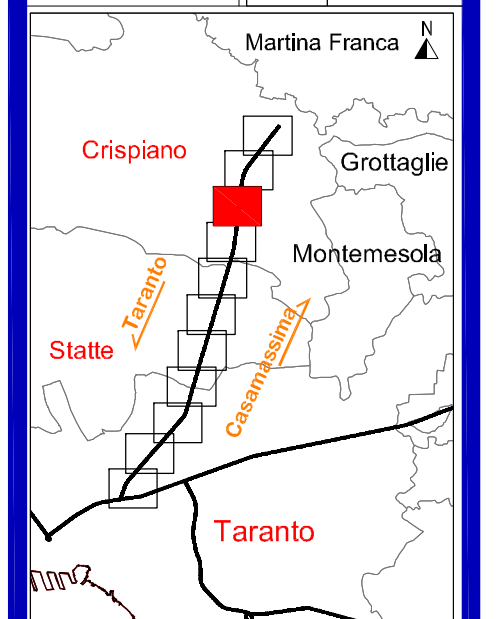 N
Martina Franca
Crispiano
Grottaglie
Montemesola
Taranto
Statte
Casamassima
Taranto